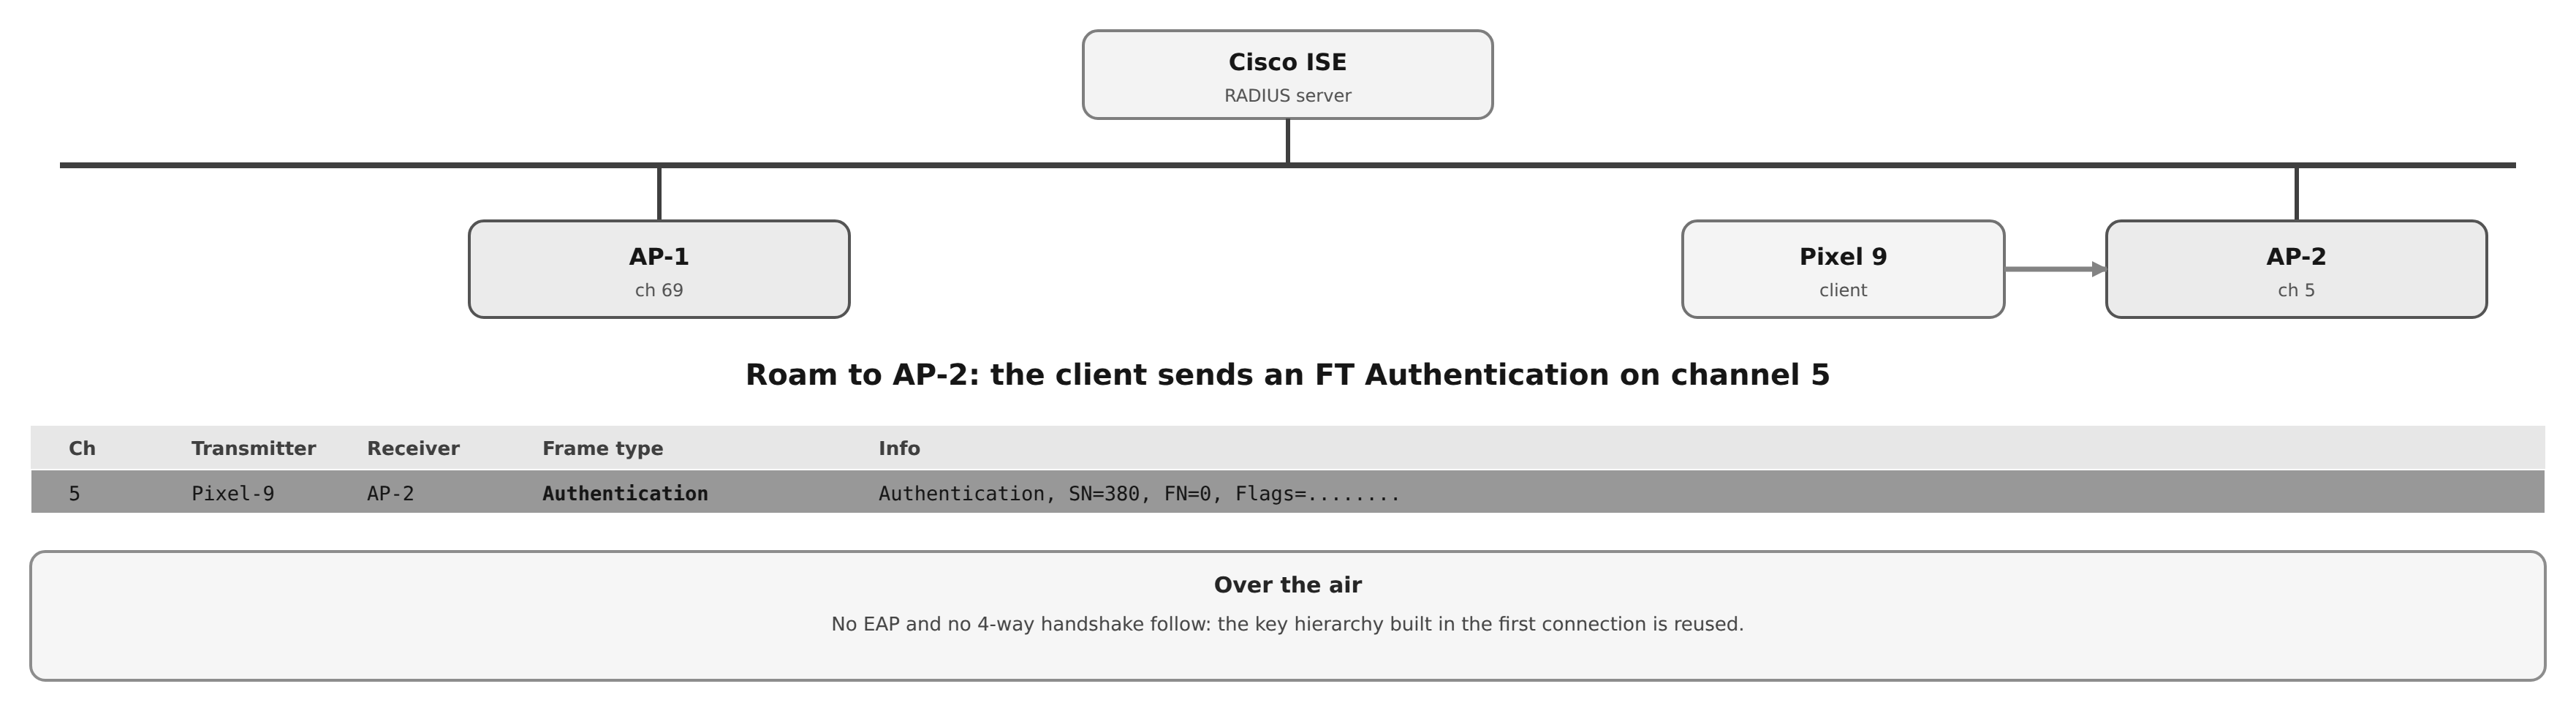 Cisco ISE
RADIUS server
AP-1
ch 69
Pixel 9
client
AP-2
ch 5
Roam to AP-2: the client sends an FT Authentication on channel 5
Ch Transmitter Receiver Frame type Info
5 Pixel-9 AP-2 Authentication Authentication, SN=380, FN=0, Flags=........
Over the air
No EAP and no 4-way handshake follow: the key hierarchy built in the first connection is reused.